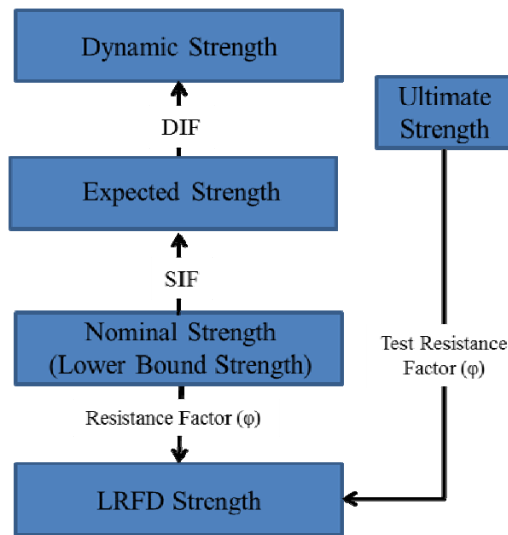 Dynamic Strength
DIF
Expected Strength
SIF
Nominal Strength
(Lower Bound Strength)
Resistance Factor (φ)
LRFD Strength
Ultimate
Strength
Test Resistance
Factor (φ)